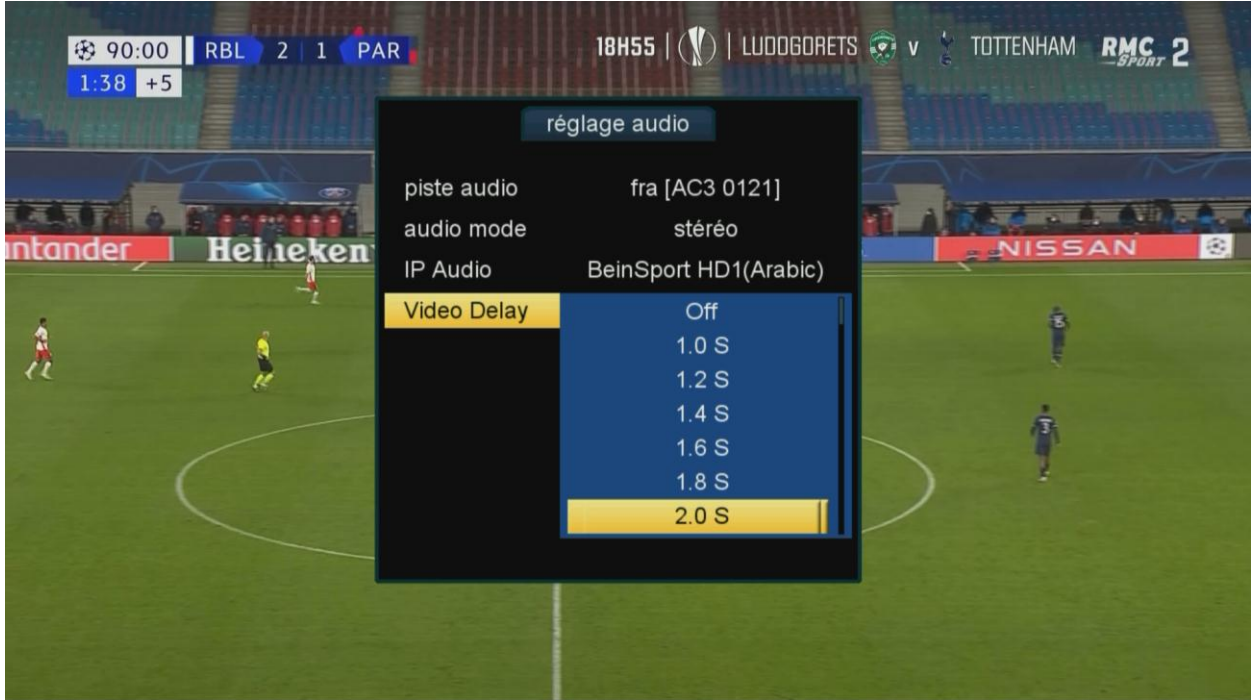 90:00 RBL 2 1 PAR
1:38 +5
18H55 | LUDOGORETS V TOTTENHAM
RMC SPORT 2
réglage audio
piste audio fra [AC3 0121]
audio mode stéréo
IP Audio BeinSport HD1(Arabic)
Video Delay Off
1.0 S
1.2 S
1.4 S
1.6 S
1.8 S
2.0 S
ntander Heineken NISSAN
3